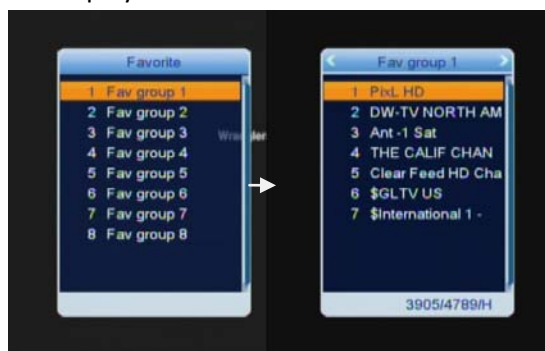 Favorite
1 Fav group 1
2 Fav group 2
3 Fav group 3
4 Fav group 4
5 Fav group 5
6 Fav group 6
7 Fav group 7
8 Fav group 8
Fav group 1
1 PixL HD
2 DW-TV NORTH AM
3 Ant -1 Sat
4 THE CALIF CHAN
5 Clear Feed HD Cha
6 $GLTV US
7 $International 1 -
3905/4789/H